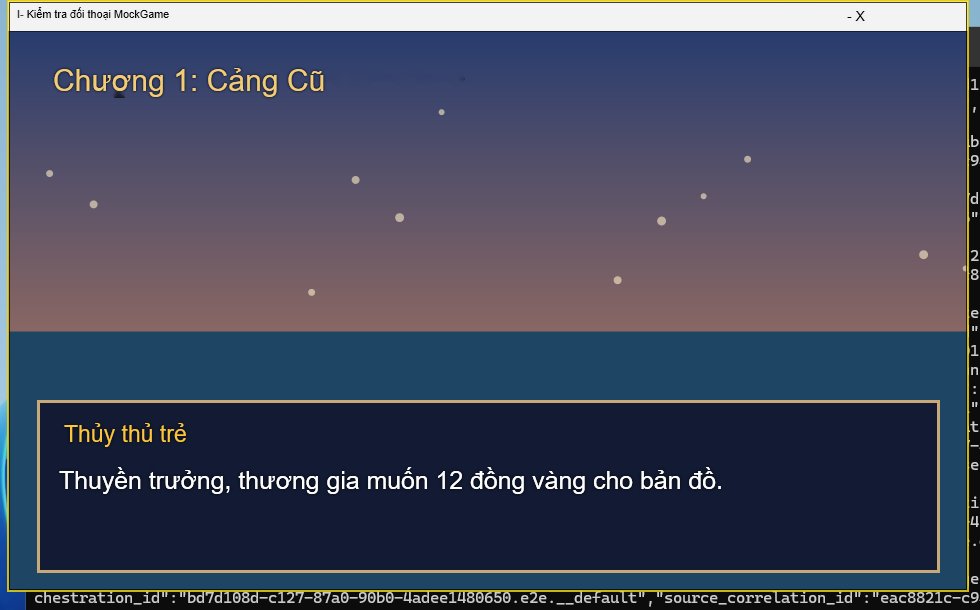 I- Kiểm tra đối thoại MockGame
- X
Chương 1: Cảng Cũ
Thủy thủ trẻ
Thuyền trưởng, thương gia muốn 12 đồng vàng cho bản đồ.
chestration_id":"bd7d108d-c127-87a0-90b0-4adee1480650.e2e.__default","source_correlation_id":"eac8821c-c9